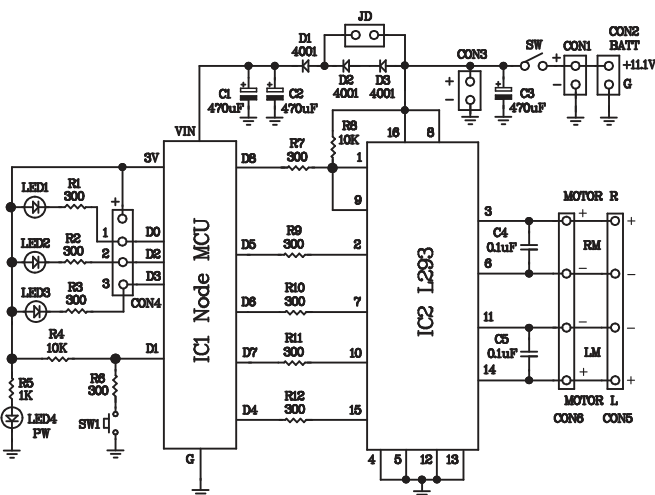 JD
D1
4001
D2
4001
D3
4001
C1
470uF
C2
470uF
CON3
+
−
SW
CON1
+
−
CON2
BATT
+11.1V
G
C3
470uF
VIN
R8
10K
16
8
3V
D8
R7
300
1
9
LED1
R1
300
+
1
D0
LED2
R2
300
2
D2
LED3
R3
300
3
D3
CON4
R4
10K
D1
R5
1K
LED4
PW
R6
300
SW1
IC1 Node MCU
G
D5
R9
300
2
D6
R10
300
7
D7
R11
300
10
D4
R12
300
15
IC2 L293
4
5
12
13
3
6
11
14
C4
0.1uF
C5
0.1uF
MOTOR R
+
RM
−
+
−
−
LM
+
−
+
MOTOR L
CON6
CON5